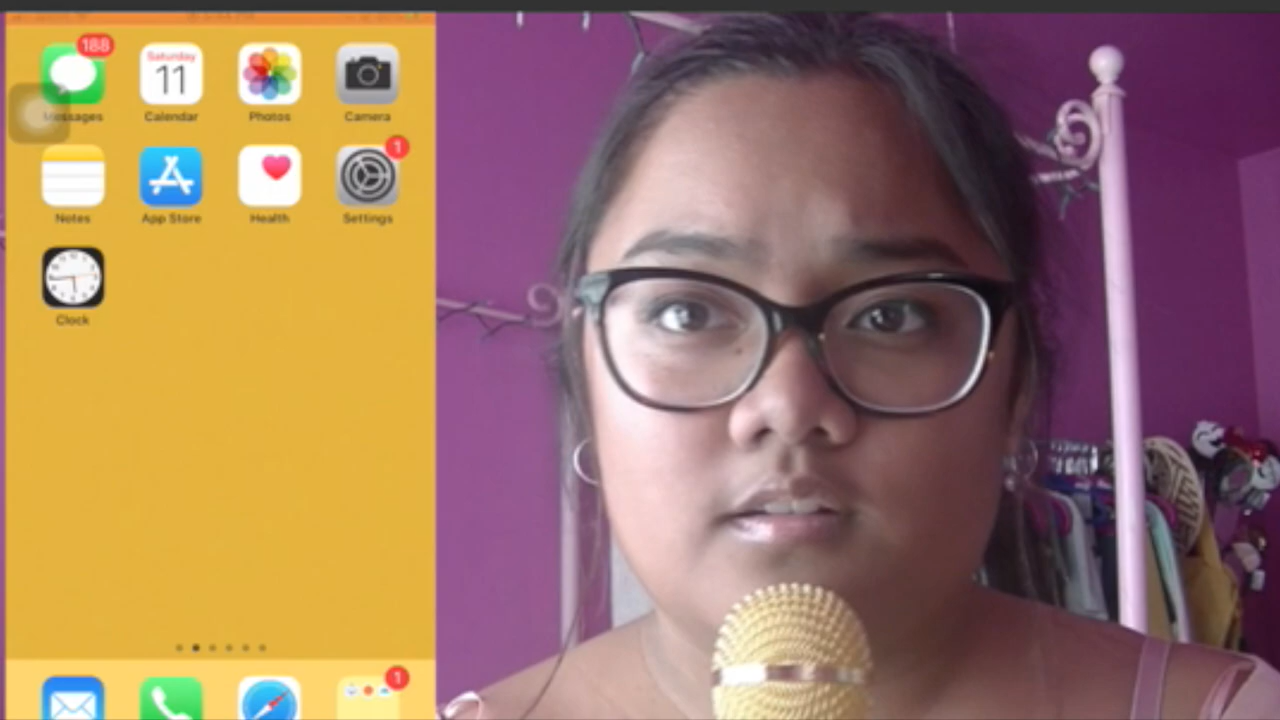 188
Saturday
11
Messages Calendar Photos Camera
1
Notes App Store Health Settings
Clock
1